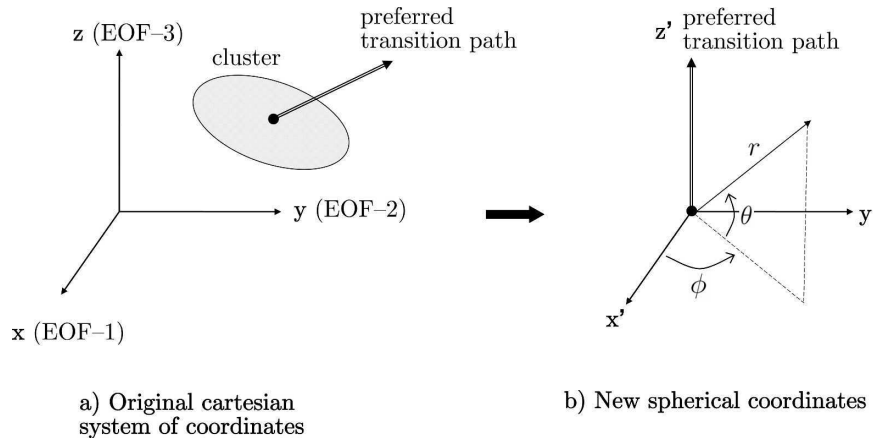 z (EOF–3)
cluster
preferred
transition path
y (EOF–2)
x (EOF–1)
a) Original cartesian
system of coordinates
z' preferred
transition path
r
θ
y
ϕ
x'
b) New spherical coordinates